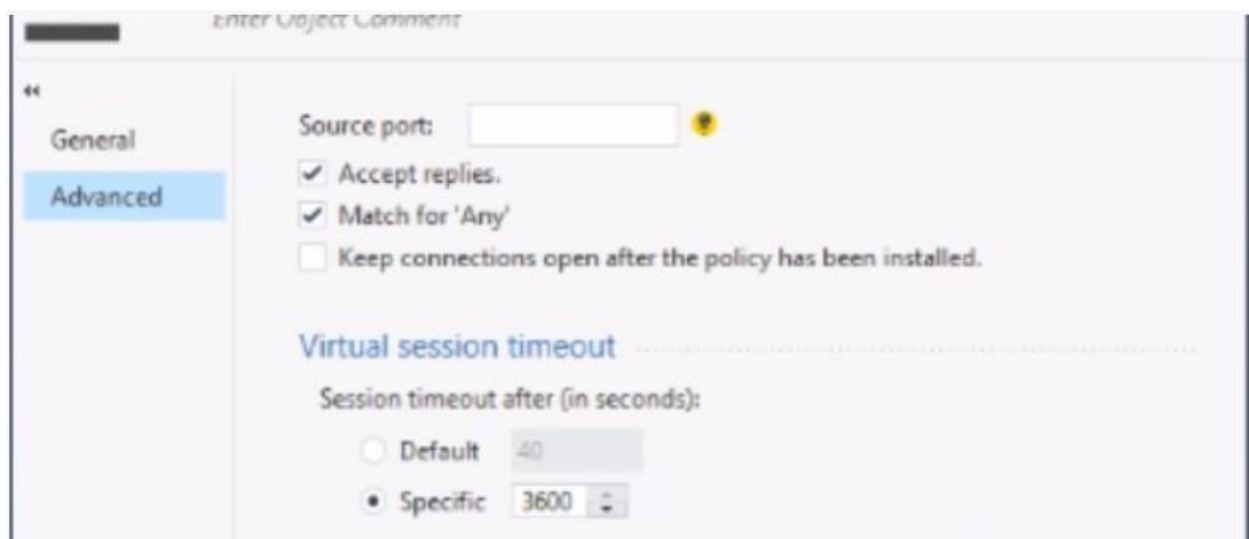 Enter Object Comment
General
Advanced
Source port:
Accept replies.
Match for 'Any'
Keep connections open after the policy has been installed.
Virtual session timeout
Session timeout after (in seconds):
Default 40
Specific 3600